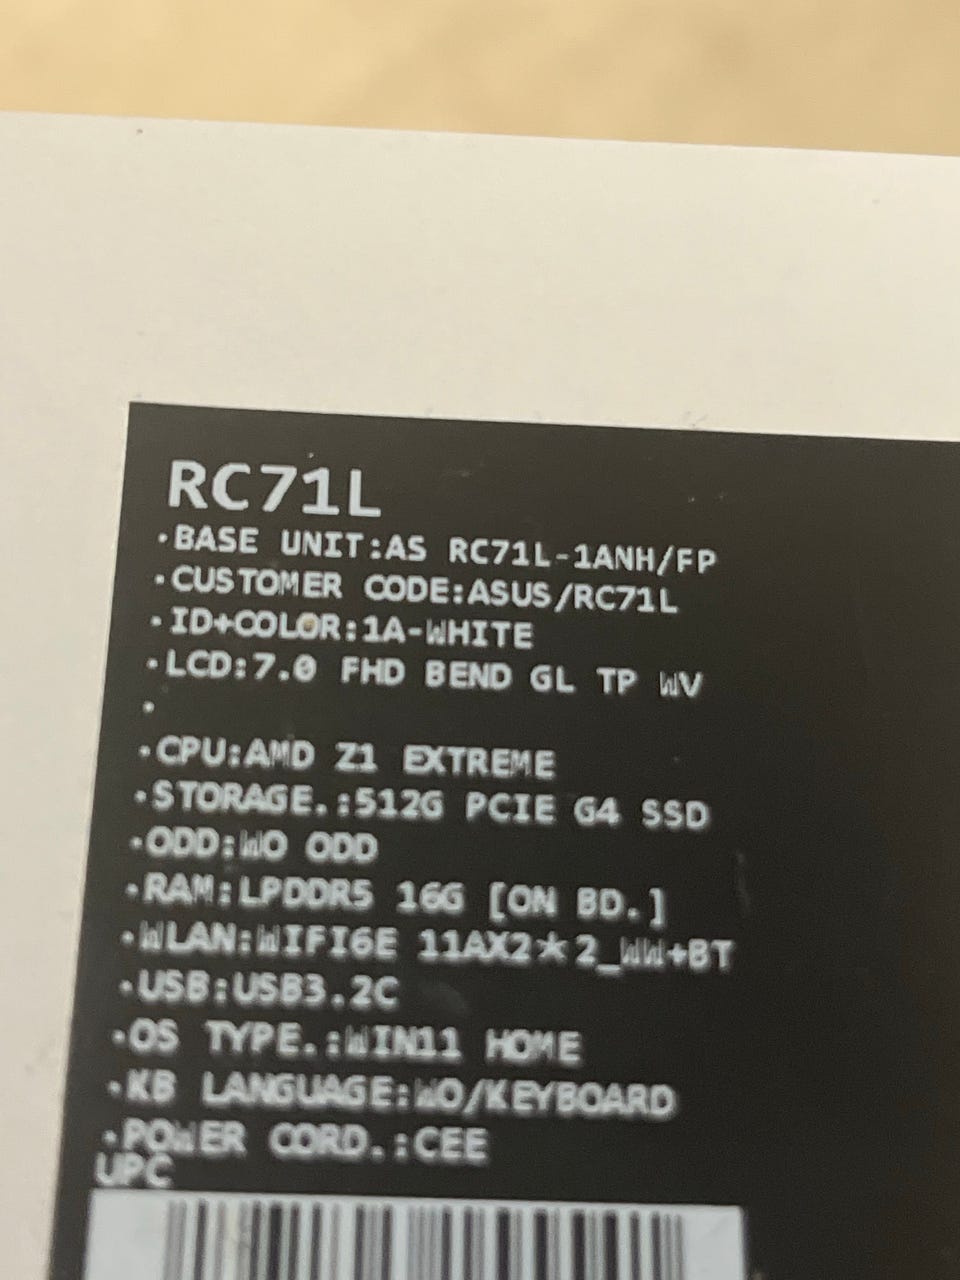 RC71L
·BASE UNIT:AS RC71L-1ANH/FP
·CUSTOMER CODE:ASUS/RC71L
·ID+COLOR:1A-WHITE
·LCD:7.0 FHD BEND GL TP WV
·
·CPU:AMD Z1 EXTREME
·STORAGE.:512G PCIE G4 SSD
·ODD:WO ODD
·RAM:LPDDR5 16G [ON BD.]
·WLAN:WIFI6E 11AX2*2_WW+BT
·USB:USB3.2C
·OS TYPE.:WIN11 HOME
·KB LANGUAGE:WO/KEYBOARD
·POWER CORD.:CEE
UPC